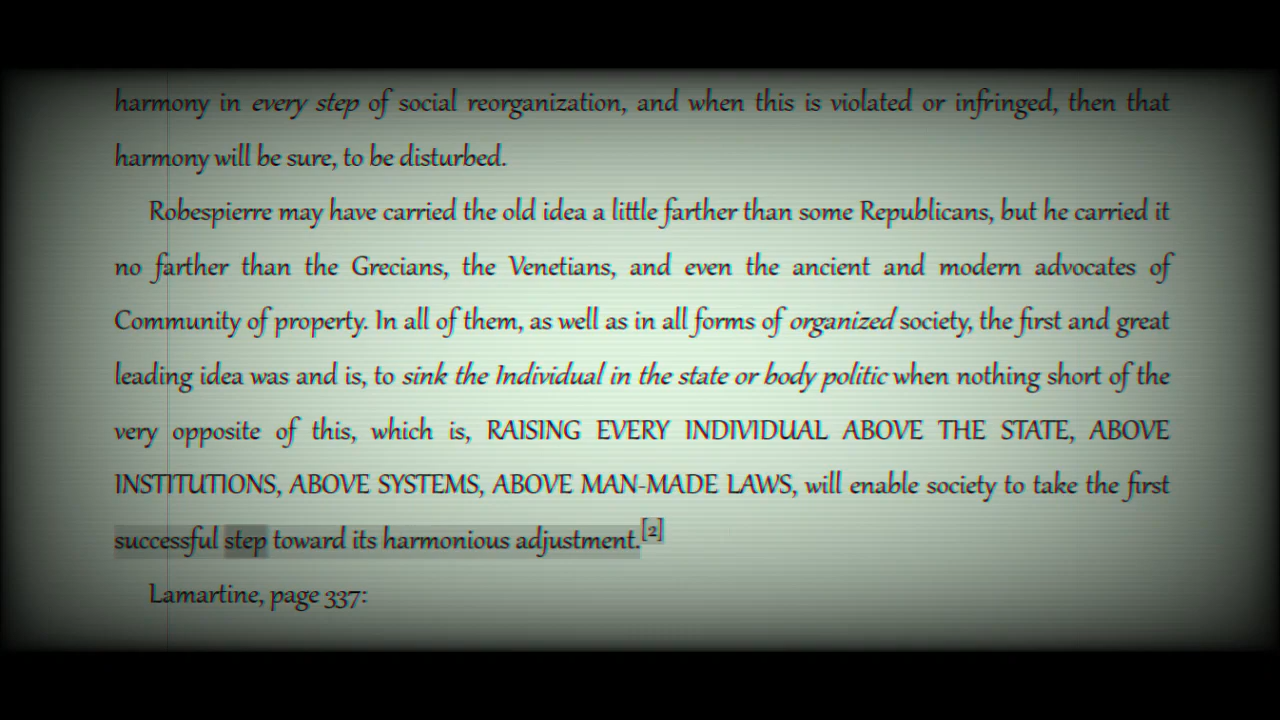 harmony in every step of social reorganization, and when this is violated or infringed, then that
harmony will be sure, to be disturbed.
Robespierre may have carried the old idea a little farther than some Republicans, but he carried it
no farther than the Grecians, the Venetians, and even the ancient and modern advocates of
Community of property. In all of them, as well as in all forms of organized society, the first and great
leading idea was and is, to sink the Individual in the state or body politic when nothing short of the
very opposite of this, which is, RAISING EVERY INDIVIDUAL ABOVE THE STATE, ABOVE
INSTITUTIONS, ABOVE SYSTEMS, ABOVE MAN-MADE LAWS, will enable society to take the first
successful step toward its harmonious adjustment.[2]
Lamartine, page 337: